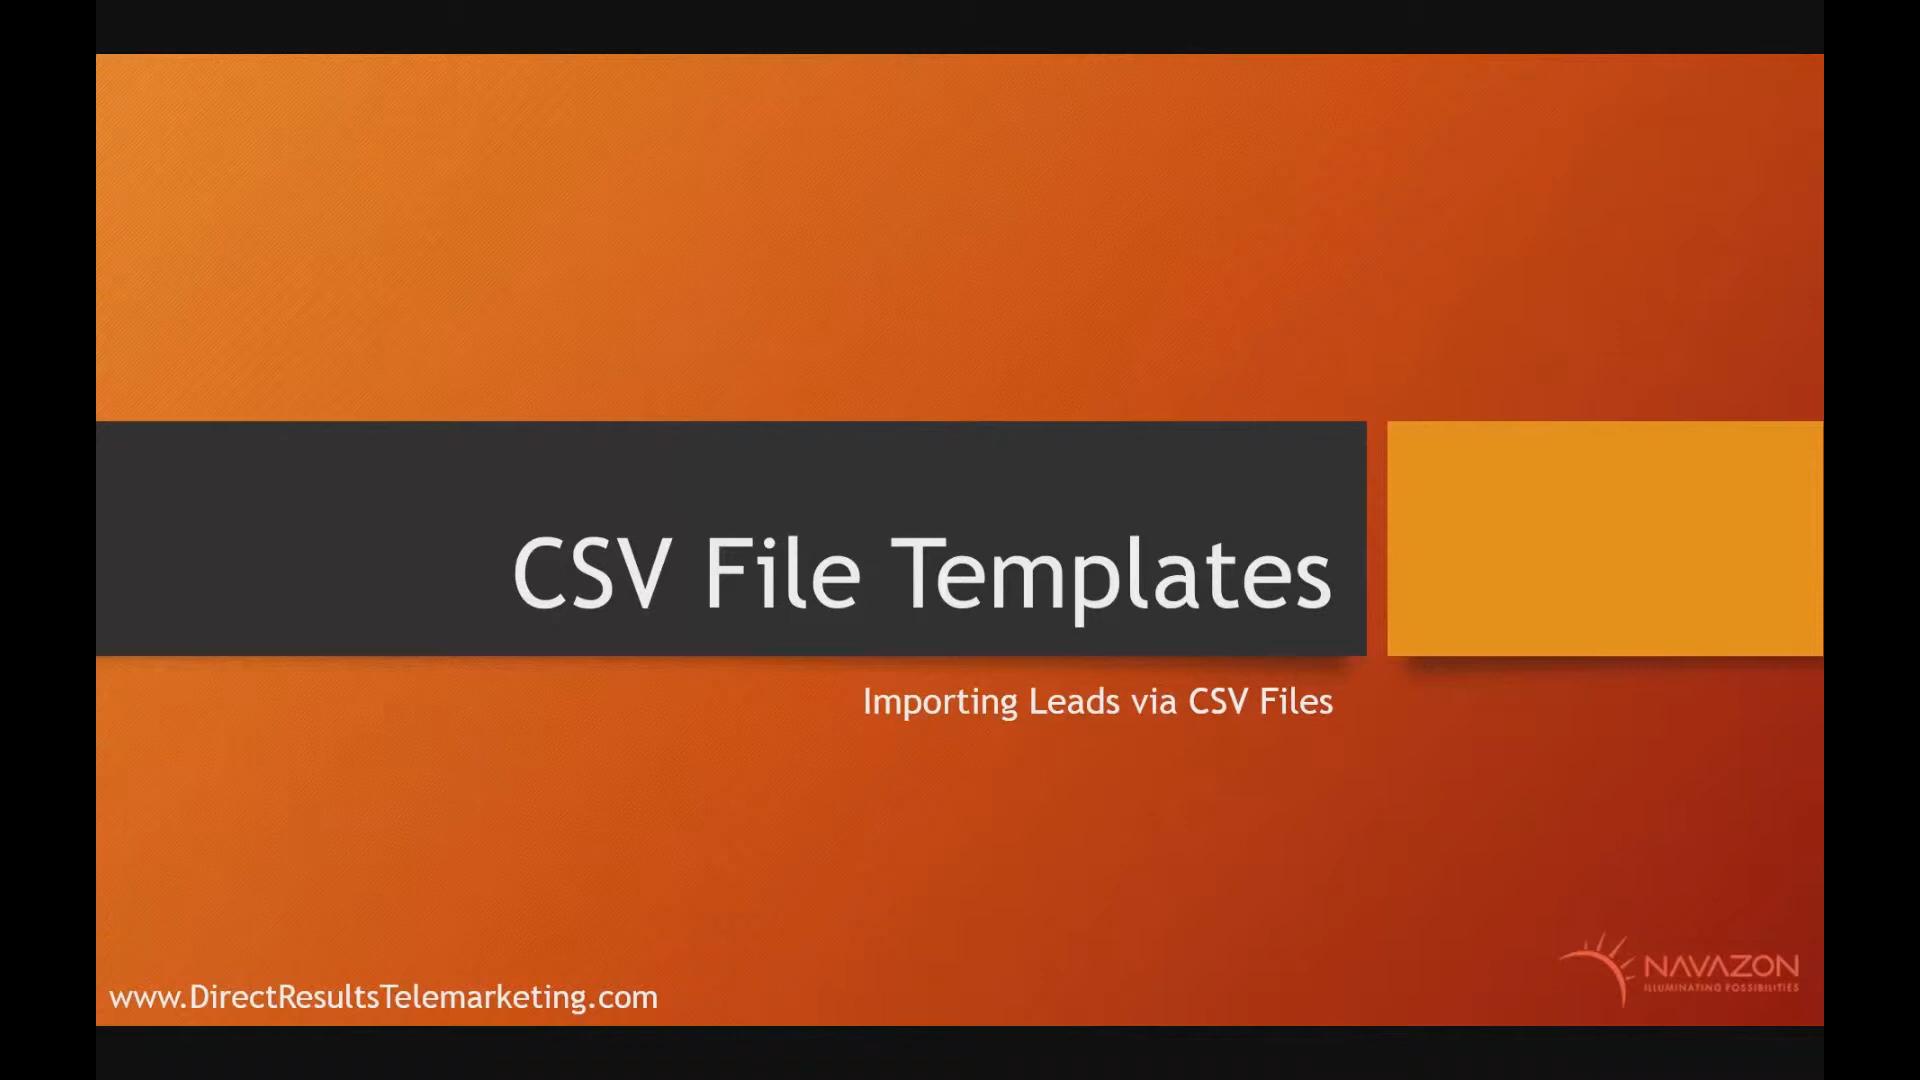 CSV File Templates
Importing Leads via CSV Files
www.DirectResultsTelemarketing.com
NAVAZON
ILLUMINATING POSSIBILITIES